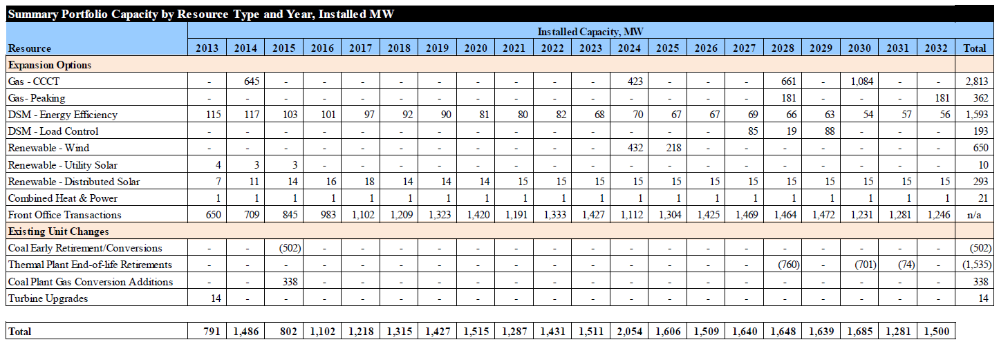 Summary Portfolio Capacity by Resource Type and Year, Installed MW
Installed Capacity, MW
Resource 2013 2014 2015 2016 2017 2018 2019 2020 2021 2022 2023 2024 2025 2026 2027 2028 2029 2030 2031 2032 Total
Expansion Options
Gas - CCCT - 645 - - - - - - - - - 423 - - - 661 - 1,084 - - 2,813
Gas- Peaking - - - - - - - - - - - - - - - 181 - - - 181 362
DSM - Energy Efficiency 115 117 103 101 97 92 90 81 80 82 68 70 67 67 69 66 63 54 57 56 1,593
DSM - Load Control - - - - - - - - - - - - - - 85 19 88 - - - 193
Renewable - Wind - - - - - - - - - - - 432 218 - - - - - - - 650
Renewable - Utility Solar 4 3 3 - - - - - - - - - - - - - - - - - 10
Renewable - Distributed Solar 7 11 14 16 18 14 14 14 15 15 15 15 15 15 15 15 15 15 15 15 293
Combined Heat & Power 1 1 1 1 1 1 1 1 1 1 1 1 1 1 1 1 1 1 1 1 21
Front Office Transactions 650 709 845 983 1,102 1,209 1,323 1,420 1,191 1,333 1,427 1,112 1,304 1,425 1,469 1,464 1,472 1,231 1,281 1,246 n/a
Existing Unit Changes
Coal Early Retirement/Conversions - - (502) - - - - - - - - - - - - - - - - - (502)
Thermal Plant End-of-life Retirements - - - - - - - - - - - - - - - (760) - (701) (74) - (1,535)
Coal Plant Gas Conversion Additions - - 338 - - - - - - - - - - - - - - - - - 338
Turbine Upgrades 14 - - - - - - - - - - - - - - - - - - - 14
Total 791 1,486 802 1,102 1,218 1,315 1,427 1,515 1,287 1,431 1,511 2,054 1,606 1,509 1,640 1,648 1,639 1,685 1,281 1,500